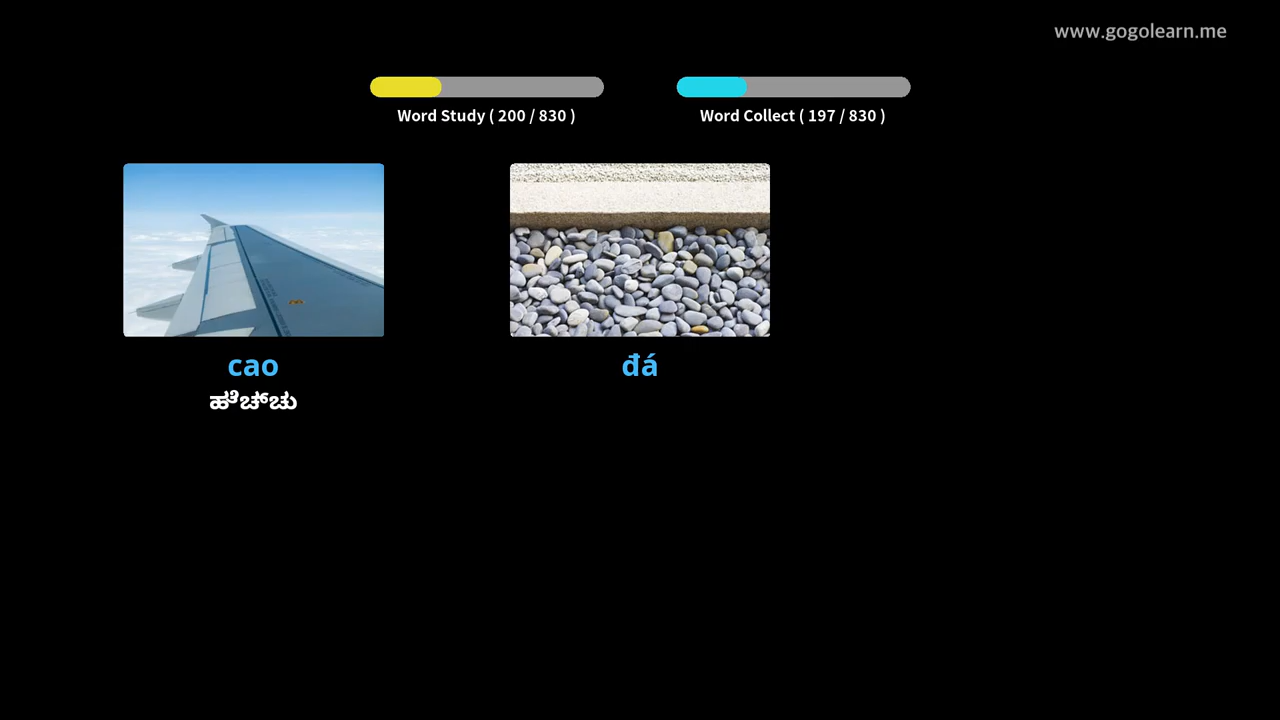 www.gogolearn.me
Word Study ( 200 / 830 )
Word Collect ( 197 / 830 )
cao
đá
ಹೆಚ್ಚು